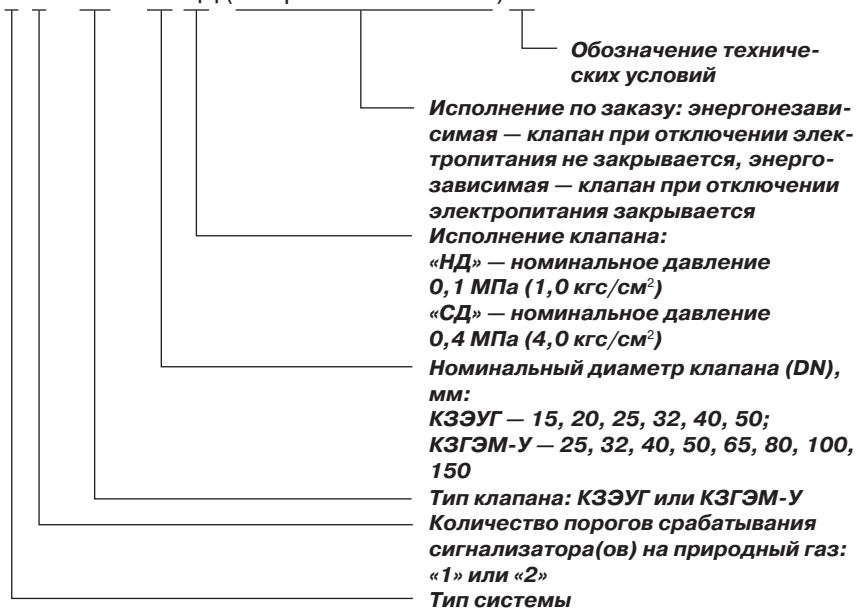 Обозначение техниче-
ских условий
Исполнение по заказу: энергонезави-
симая — клапан при отключении элек-
тропитания не закрывается, энерго-
зависимая — клапан при отключении
электропитания закрывается
Исполнение клапана:
«НД» — номинальное давление
0,1 МПа (1,0 кгс/см²)
«СД» — номинальное давление
0,4 МПа (4,0 кгс/см²)
Номинальный диаметр клапана (DN),
мм:
КЗЭУГ — 15, 20, 25, 32, 40, 50;
КЗГЭМ-У — 25, 32, 40, 50, 65, 80, 100,
150
Тип клапана: КЗЭУГ или КЗГЭМ-У
Количество порогов срабатывания
сигнализатора(ов) на природный газ:
«1» или «2»
Тип системы